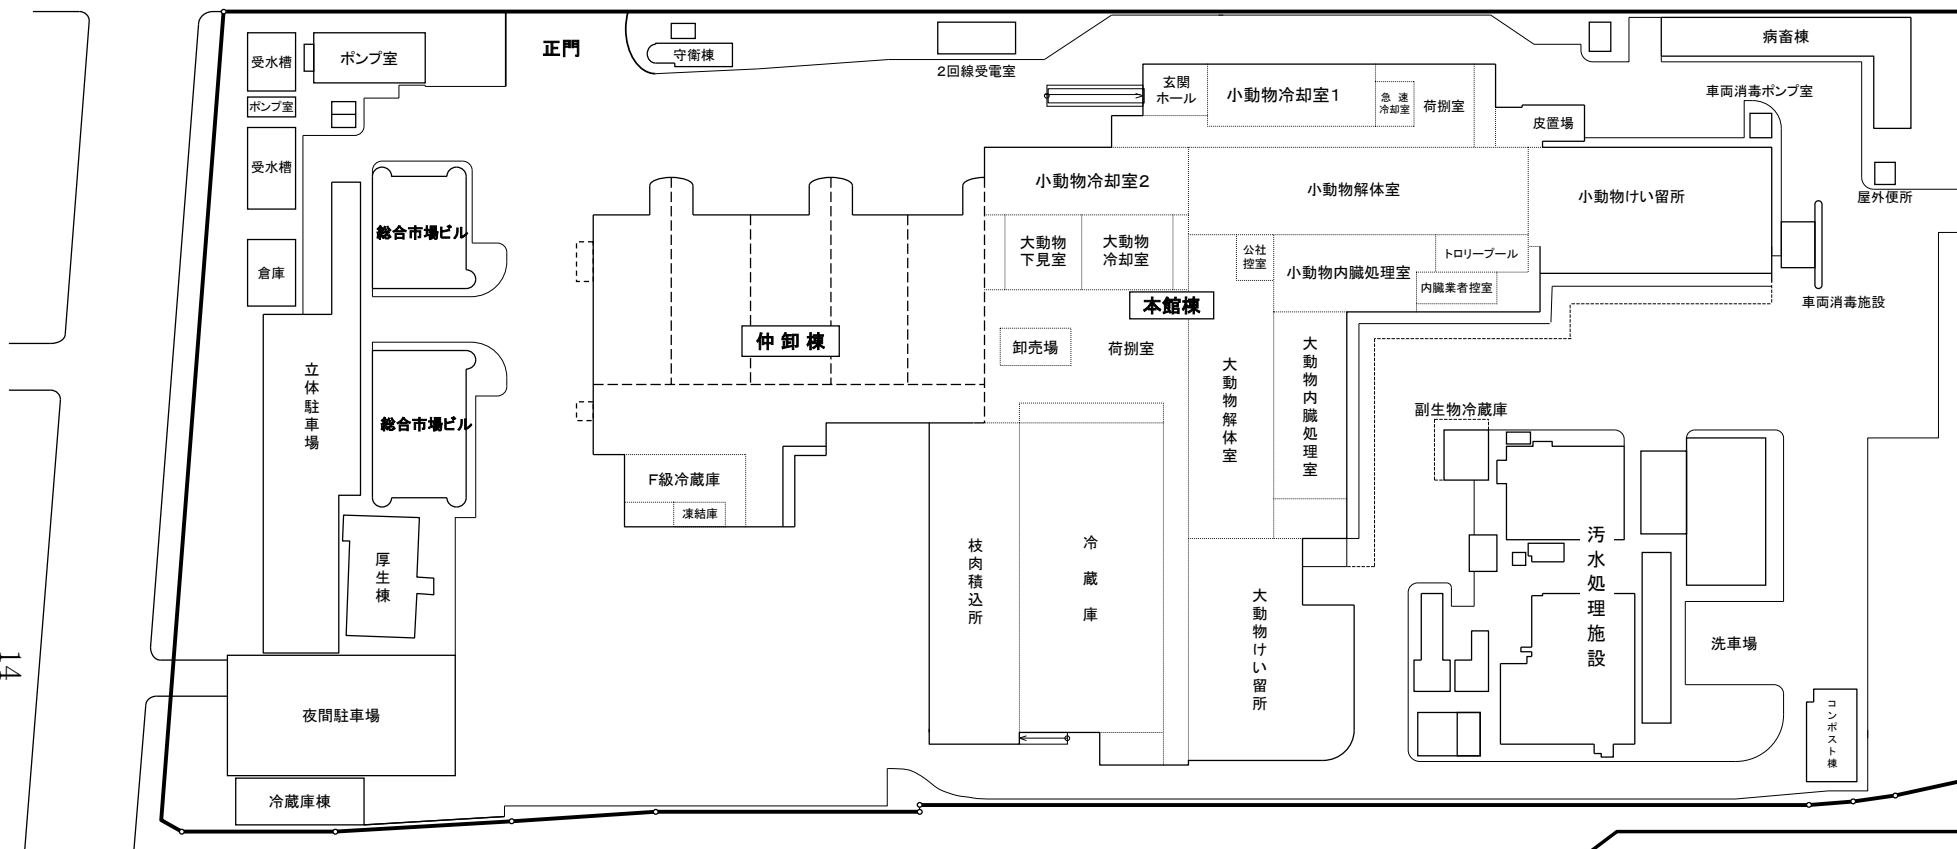 正門
守衛棟
2回線受電室
受水槽
ポンプ室
ポンプ室
受水槽
倉庫
総合市場ビル
総合市場ビル
立体駐車場
厚生棟
夜間駐車場
冷蔵庫棟
仲卸棟
F級冷蔵庫
凍結庫
玄関
ホール
小動物冷却室1
急速
冷却室
荷捌室
皮置場
小動物冷却室2
小動物解体室
小動物けい留所
大動物
下見室
大動物
冷却室
公社
控室
小動物内臓処理室
トロリープール
内臓業者控室
本館棟
卸売場
荷捌室
大動物解体室
大動物内臓処理室
枝肉積込所
冷蔵庫
大動物けい留所
病畜棟
車両消毒ポンプ室
屋外便所
車両消毒施設
副生物冷蔵庫
汚水処理施設
洗車場
コンポスト棟
14